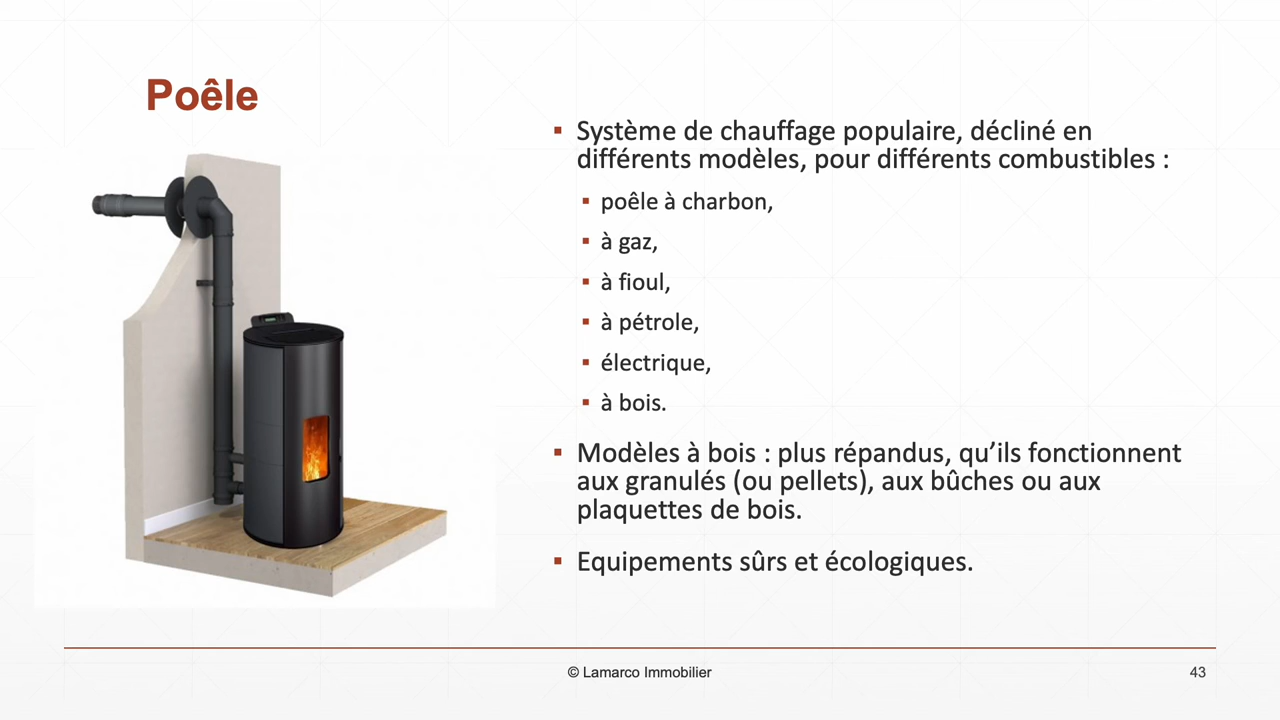 Poêle
▪ Système de chauffage populaire, décliné en
différents modèles, pour différents combustibles :
▪ poêle à charbon,
▪ à gaz,
▪ à fioul,
▪ à pétrole,
▪ électrique,
▪ à bois.
▪ Modèles à bois : plus répandus, qu’ils fonctionnent
aux granulés (ou pellets), aux bûches ou aux
plaquettes de bois.
▪ Equipements sûrs et écologiques.
© Lamarco Immobilier
43